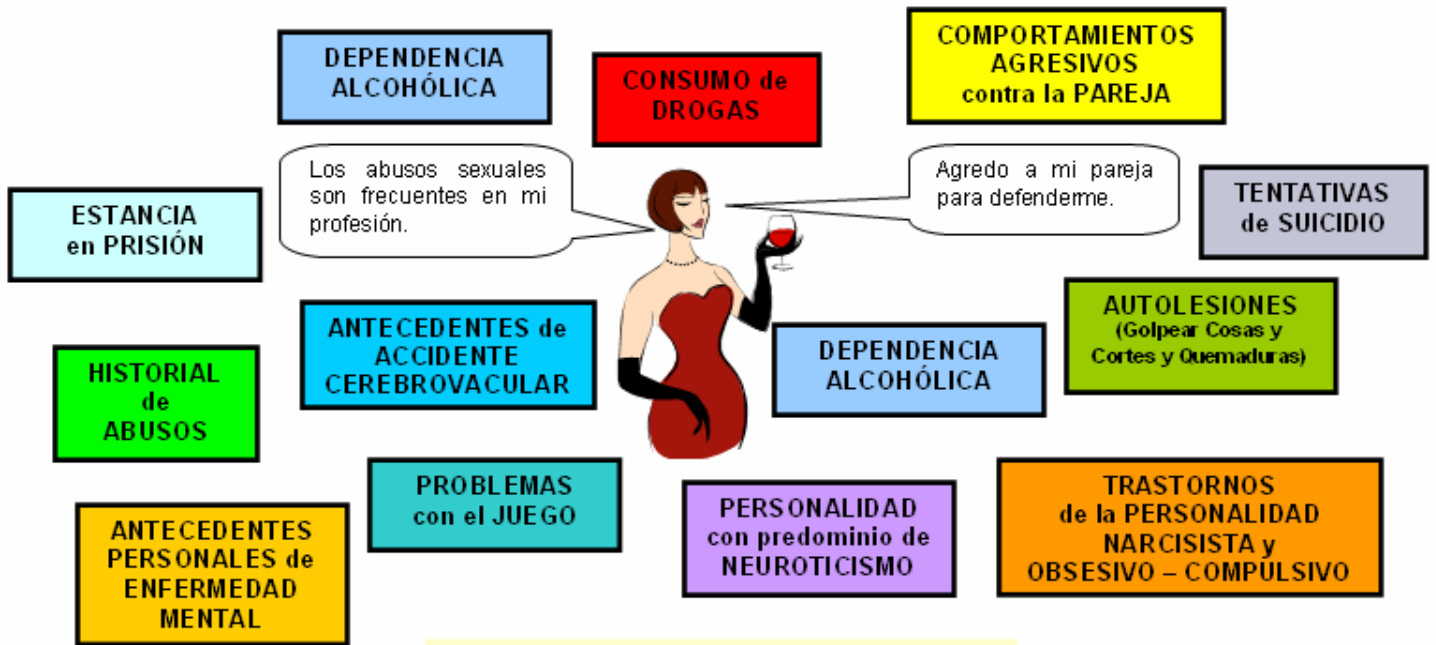 DEPENDENCIA
ALCOHÓLICA
CONSUMO de
DROGAS
COMPORTAMIENTOS
AGRESIVOS
contra la PAREJA
Los abusos sexuales
son frecuentes en mi
profesión.
Agredo a mi pareja
para defenderme.
ESTANCIA
en PRISIÓN
TENTATIVAS
de SUICIDIO
ANTECEDENTES de
ACCIDENTE
CEREBROVACULAR
DEPENDENCIA
ALCOHÓLICA
AUTOLESIONES
(Golpear Cosas y
Cortes y Quemaduras)
HISTORIAL
de
ABUSOS
PROBLEMAS
con el JUEGO
PERSONALIDAD
con predominio de
NEUROTICISMO
TRASTORNOS
de la PERSONALIDAD
NARCISISTA y
OBSESIVO – COMPULSIVO
ANTECEDENTES
PERSONALES de
ENFERMEDAD
MENTAL